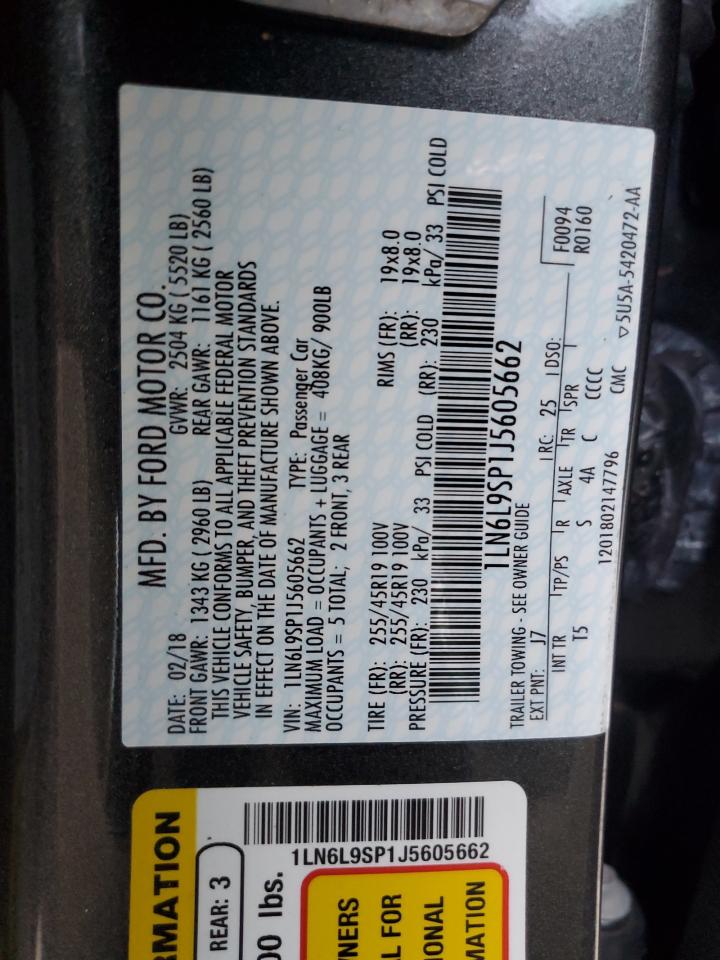 MFD. BY FORD MOTOR CO.
DATE: 02/18 GVWR: 2504 KG ( 5520 LB)
FRONT GAWR: 1343 KG (2960 LB) REAR GAWR: 1161 KG ( 2560 LB)
THIS VEHICLE CONFORMS TO ALL APPLICABLE FEDERAL MOTOR
VEHICLE SAFETY, BUMPER, AND THEFT PREVENTION STANDARDS
IN EFFECT ON THE DATE OF MANUFACTURE SHOWN ABOVE.
VIN: 1LN6L9SP1J5605662 TYPE: Passenger Car
MAXIMUM LOAD = OCCUPANTS + LUGGAGE = 408KG/ 900LB
OCCUPANTS = 5 TOTAL; 2 FRONT, 3 REAR
TIRE (FR): 255/45R19 100V RIMS (FR): 19x8.0
(RR): 255/45R19 100V (RR): 19x8.0
PRESSURE (FR): 230 kPa/ 33 PSI COLD (RR): 230 kPa/ 33 PSI COLD
1LN6L9SP1J5605662
TRAILER TOWING - SEE OWNER GUIDE
EXT PNT: J7 RC: 25 DSO: F0094
INT TR TP/PS R AXLE TR SPR R0160
T5 S 4A C CCCC
1201802147796 CMC ▽ 5U5A-5420472-AA
RMATION
REAR: 3
00 lbs.
1LN6L9SP1J5605662
NERS
L FOR
IONAL
MATION